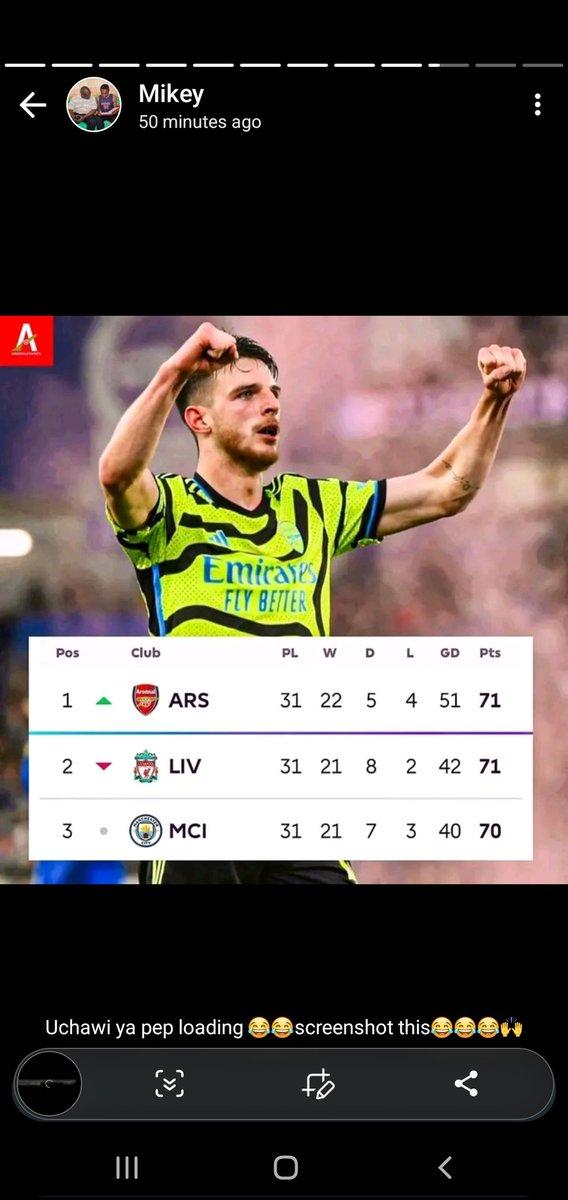 Mikey
50 minutes ago
A
Emirates
FLY BETTER
Pos Club PL W D L GD Pts
1 Arsenal ARS 31 22 5 4 51 71
2 LIV 31 21 8 2 42 71
3 MCI 31 21 7 3 40 70
Uchawi ya pep loading 😂😂screenshot this😂😂😂🙌